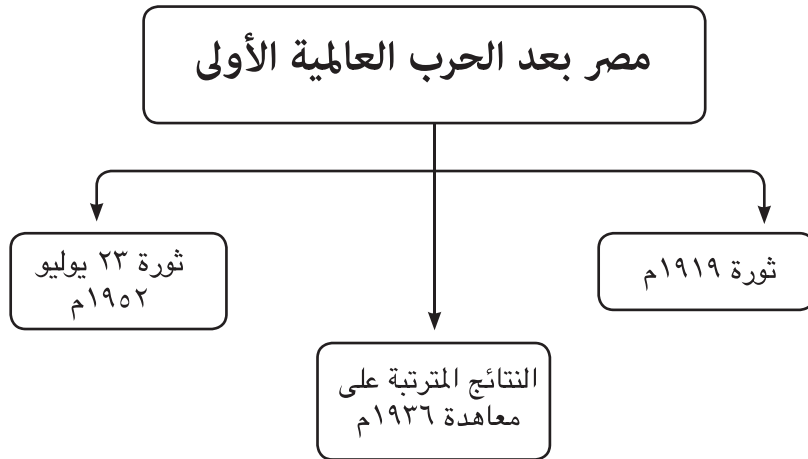 مصر بعد الحرب العالمية الأولى
ثورة ١٩١٩م
النتائج المترتبة على
معاهدة ١٩٣٦م
ثورة ٢٣ يوليو
١٩٥٢م